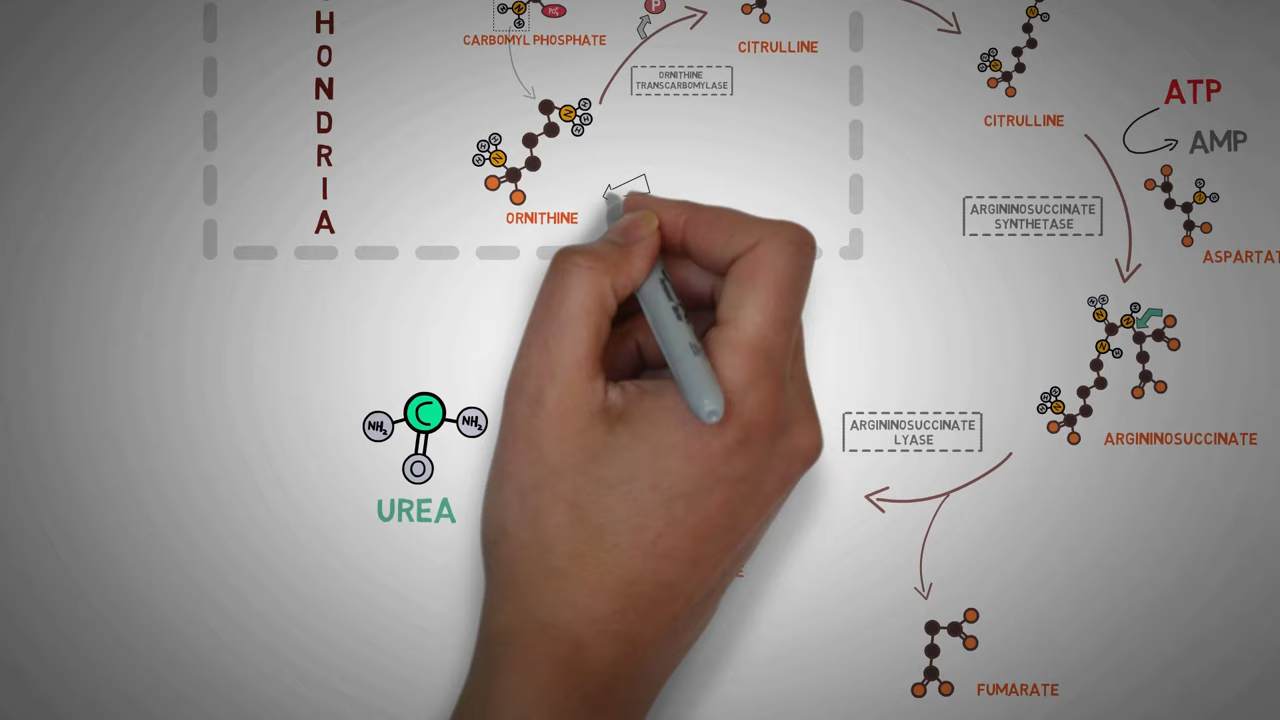 H
O
N
D
R
I
A
CARBOMYL PHOSPHATE
P
CITRULLINE
ORNITHINE
TRANSCARBOMYLASE
ORNITHINE
CITRULLINE
ATP
AMP
ARGININOSUCCINATE
SYNTHETASE
ASPARTAT
ARGININOSUCCINATE
ARGININOSUCCINATE
LYASE
NH₂
C
NH₂
O
UREA
FUMARATE